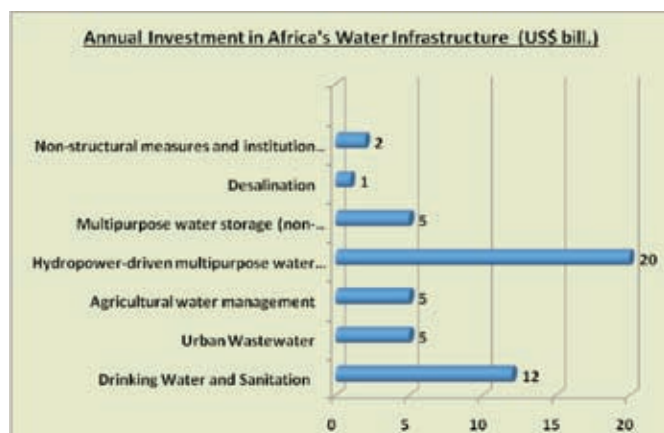 Annual Investment in Africa's Water Infrastructure (US$ bill.)
Non-structural measures and institution... 2
Desalination 1
Multipurpose water storage (non-... 5
Hydropower-driven multipurpose water... 20
Agricultural water management 5
Urban Wastewater 5
Drinking Water and Sanitation 12
0 5 10 15 20